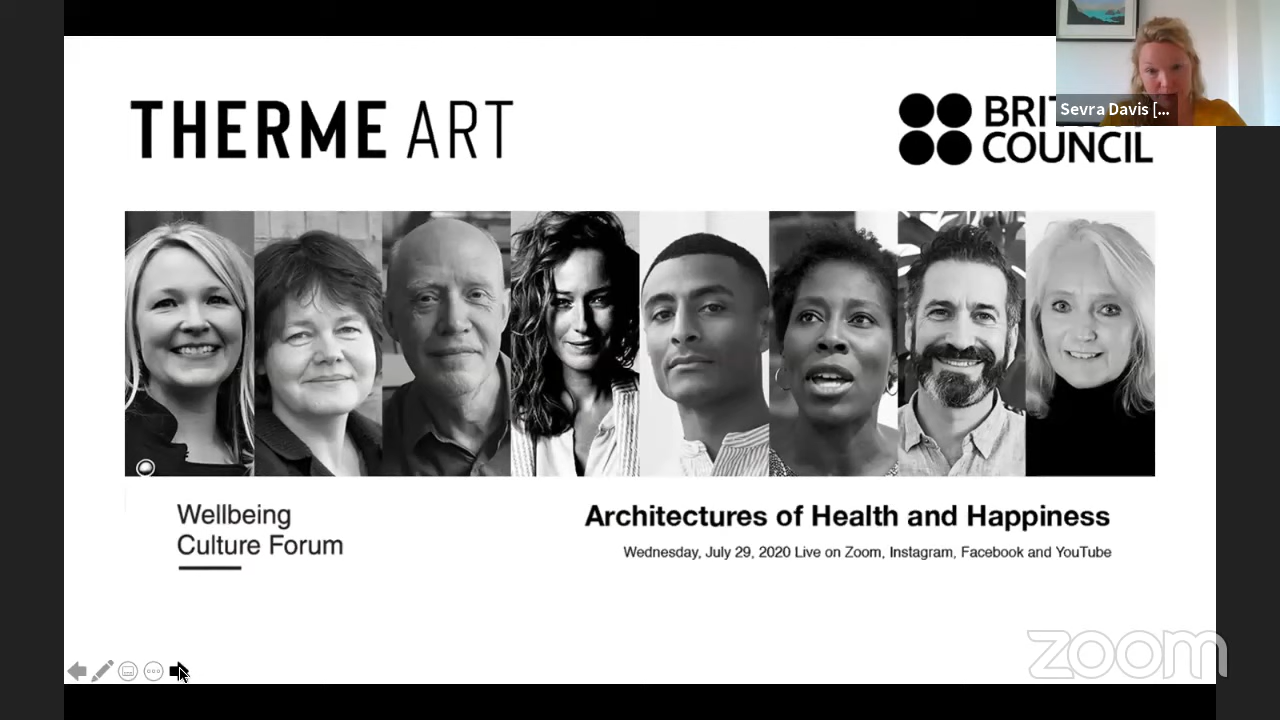 THERME ART
BRIT
COUNCIL
Sevra Davis [...
Wellbeing
Culture Forum
Architectures of Health and Happiness
Wednesday, July 29, 2020 Live on Zoom, Instagram, Facebook and YouTube
zoom